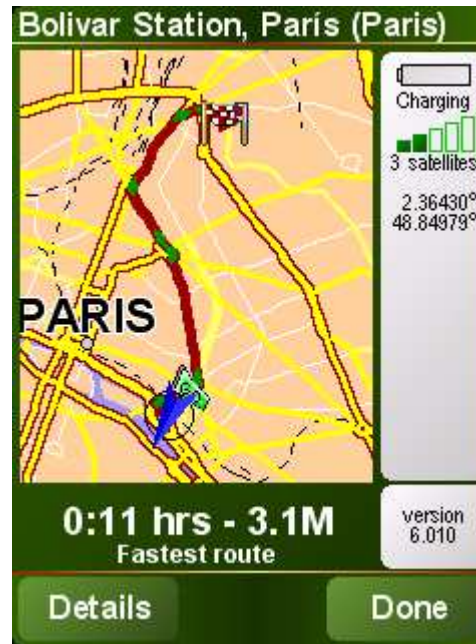 Bolivar Station, París (Paris)
Charging
3 satellites
2.36430°
48.84979°
PARIS
0:11 hrs - 3.1M
Fastest route
version
6.010
Details
Done